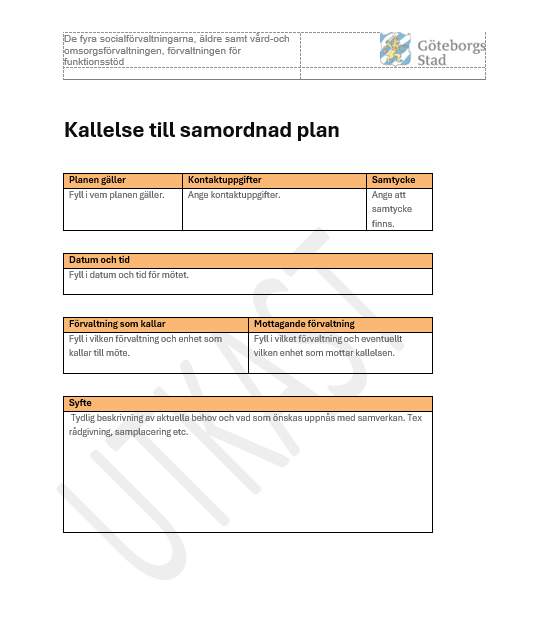 De fyra socialförvaltningarna, äldre samt vård-och
omsorgsförvaltningen, förvaltningen för
funktionsstöd
Göteborgs
Stad
Kallelse till samordnad plan
Planen gäller
Kontaktuppgifter
Samtycke
Fyll i vem planen gäller.
Ange kontaktuppgifter.
Ange att
samtycke
finns.
Datum och tid
Fyll i datum och tid för mötet.
Förvaltning som kallar
Mottagande förvaltning
Fyll i vilken förvaltning och enhet som
kallar till möte.
Fyll i vilket förvaltning och eventuellt
vilken enhet som mottar kallelsen.
Syfte
Tydlig beskrivning av aktuella behov och vad som önskas uppnås med samverkan. Tex
rådgivning, samplacering etc.
UTKAST